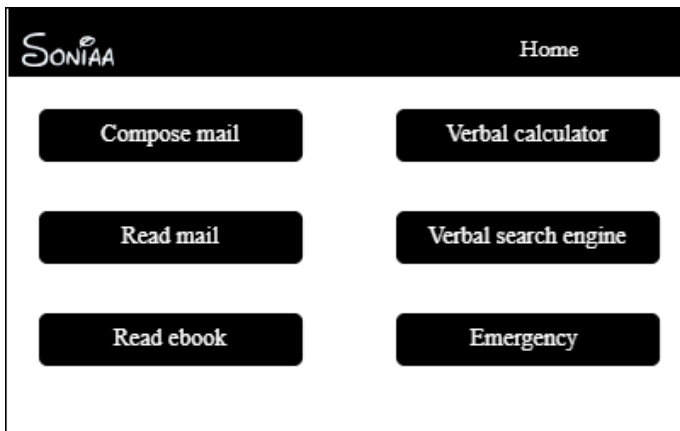 Soniaa
Home
Compose mail
Verbal calculator
Read mail
Verbal search engine
Read ebook
Emergency